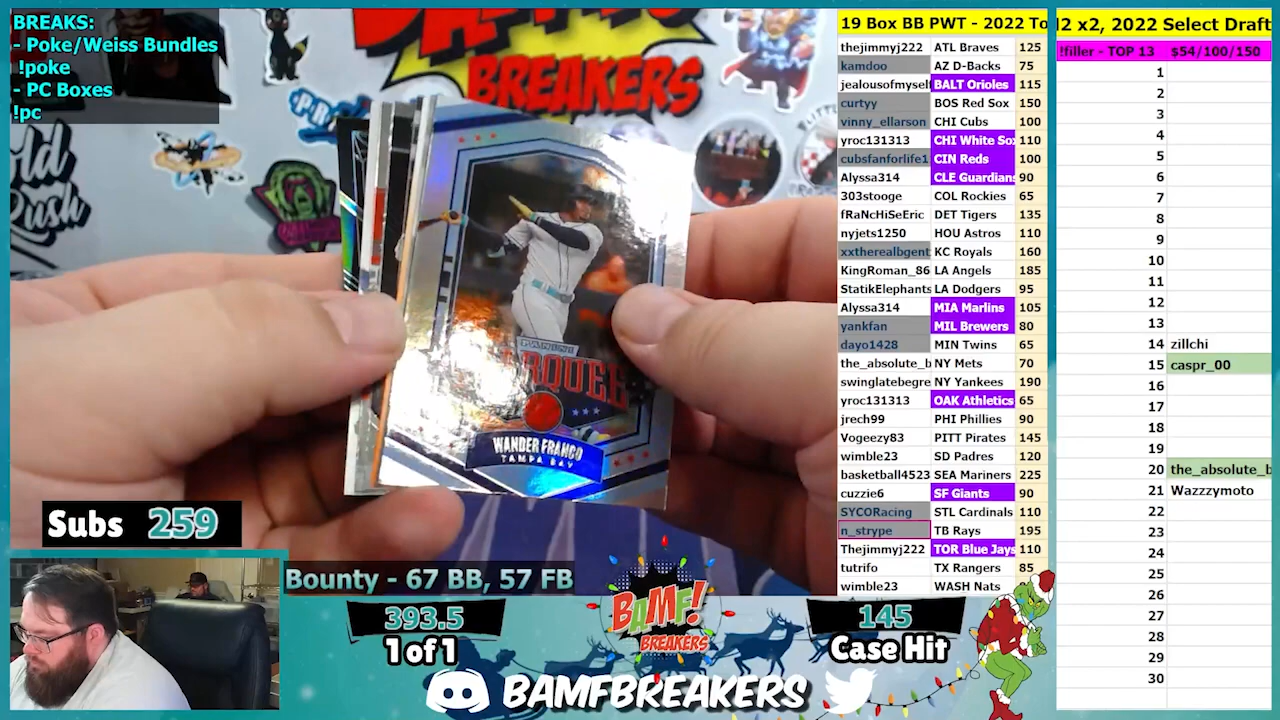 BREAKS:
- Poke/Weiss Bundles
!poke
- PC Boxes
!pc
BREAKERS
PANINI
WANDER FRANCO
TAMPA BAY
Subs 259
Bounty - 67 BB, 57 FB
393.5
1 of 1
BAMF!
BREAKERS
145
Case Hit
BAMFBREAKERS
19 Box BB PWT - 2022 To
thejimmyj222 ATL Braves 125
kamdoo AZ D-Backs 75
jealousofmysel BALT Orioles 115
curtyy BOS Red Sox 150
vinny_ellarson CHI Cubs 100
yroc131313 CHI White Sox 110
cubsfanforlife1 CIN Reds 100
Alyssa314 CLE Guardians 90
303stooge COL Rockies 65
fRaNcHiSeEric DET Tigers 135
nyjets1250 HOU Astros 110
xxtherealbgent KC Royals 160
KingRoman_86 LA Angels 185
StatikElephants LA Dodgers 95
Alyssa314 MIA Marlins 105
yankfan MIL Brewers 80
dayo1428 MIN Twins 65
the_absolute_b NY Mets 70
swinglatebegre NY Yankees 190
yroc131313 OAK Athletics 65
jrech99 PHI Phillies 90
Vogeezy83 PITT Pirates 145
wimble23 SD Padres 120
basketball4523 SEA Mariners 225
cuzzie6 SF Giants 90
SYCORacing STL Cardinals 110
n_strype TB Rays 195
Thejimmyj222 TOR Blue Jays 110
tutrifo TX Rangers 85
wimble23 WASH Nats
12 x2, 2022 Select Draft
!filler - TOP 13 $54/100/150
1
2
3
4
5
6
7
8
9
10
11
12
13
14 zillchi
15 caspr_00
16
17
18
19
20 the_absolute_b
21 Wazzzymoto
22
23
24
25
26
27
28
29
30